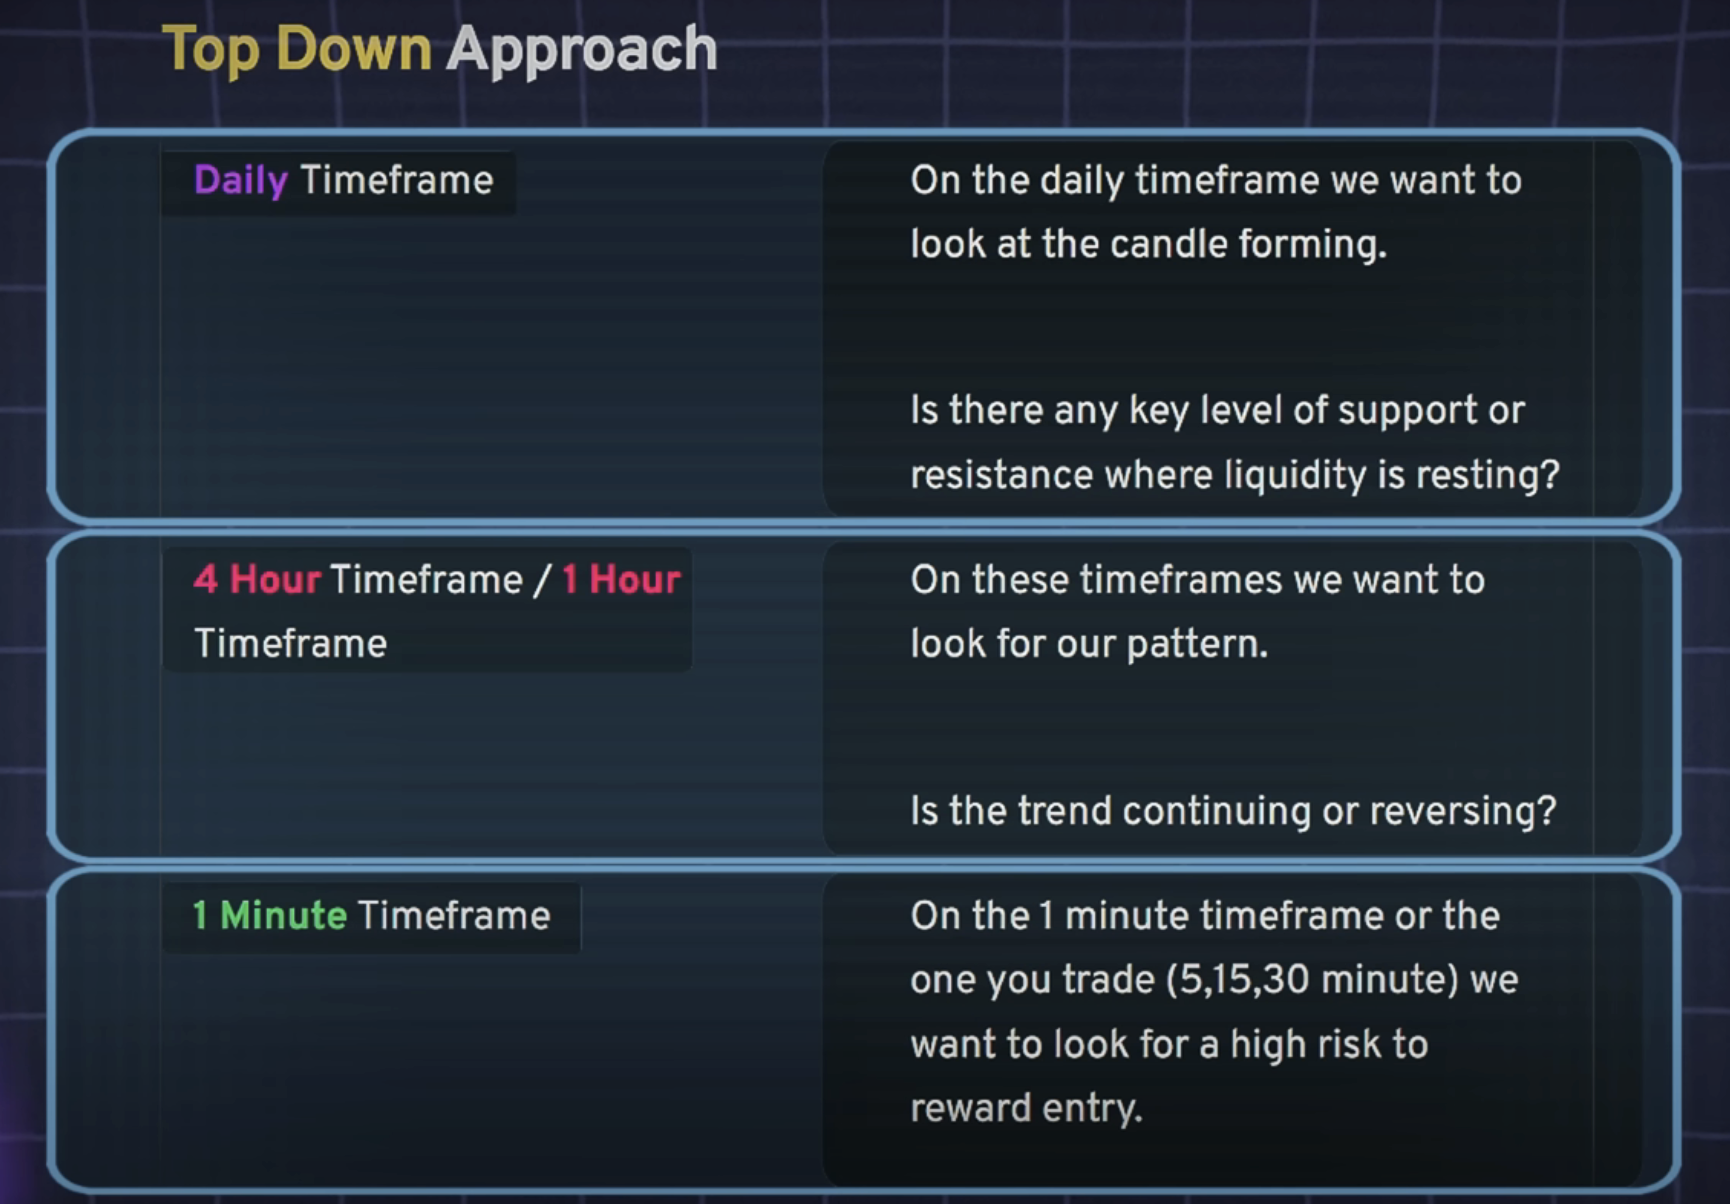 Top Down Approach
Daily Timeframe
On the daily timeframe we want to
look at the candle forming.
Is there any key level of support or
resistance where liquidity is resting?
4 Hour Timeframe / 1 Hour
Timeframe
On these timeframes we want to
look for our pattern.
Is the trend continuing or reversing?
1 Minute Timeframe
On the 1 minute timeframe or the
one you trade (5,15,30 minute) we
want to look for a high risk to
reward entry.